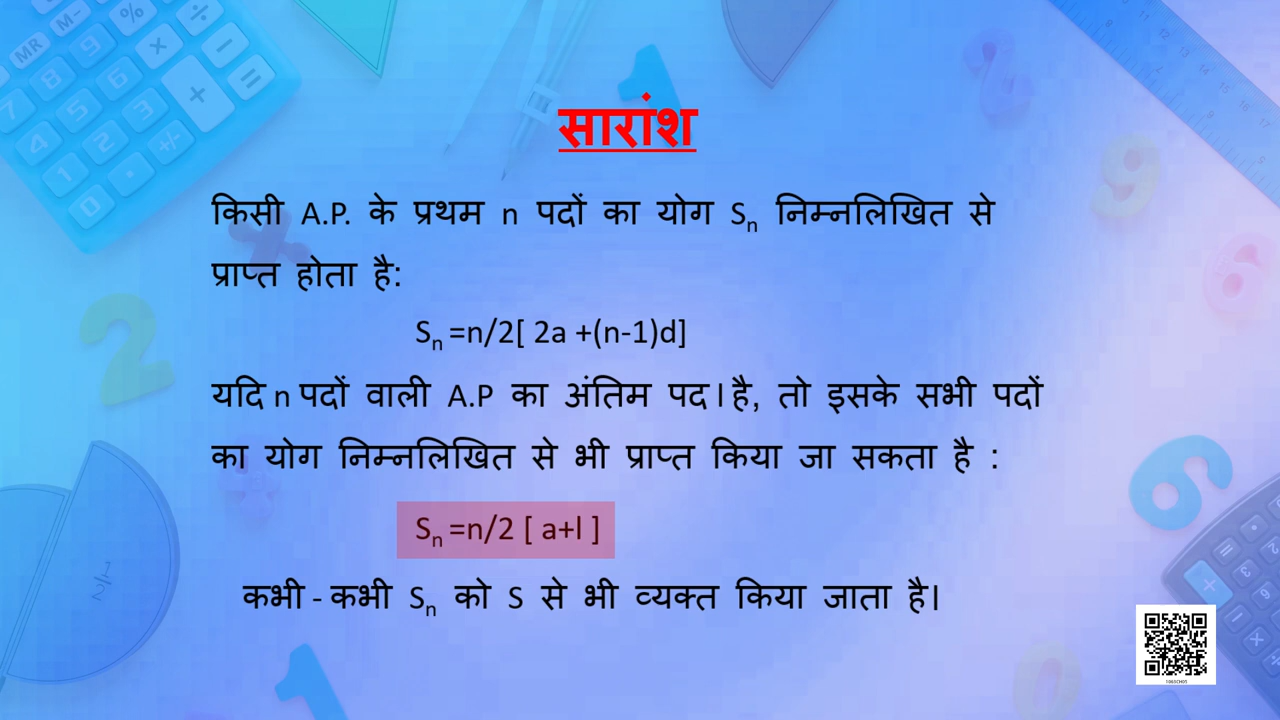 सारांश
किसी A.P. के प्रथम n पदों का योग Sₙ निम्नलिखित से
प्राप्त होता है:
Sₙ =n/2[ 2a +(n-1)d]
यदि n पदों वाली A.P का अंतिम पद l है, तो इसके सभी पदों
का योग निम्नलिखित से भी प्राप्त किया जा सकता है :
Sₙ =n/2 [ a+l ]
कभी - कभी Sₙ को S से भी व्यक्त किया जाता है।